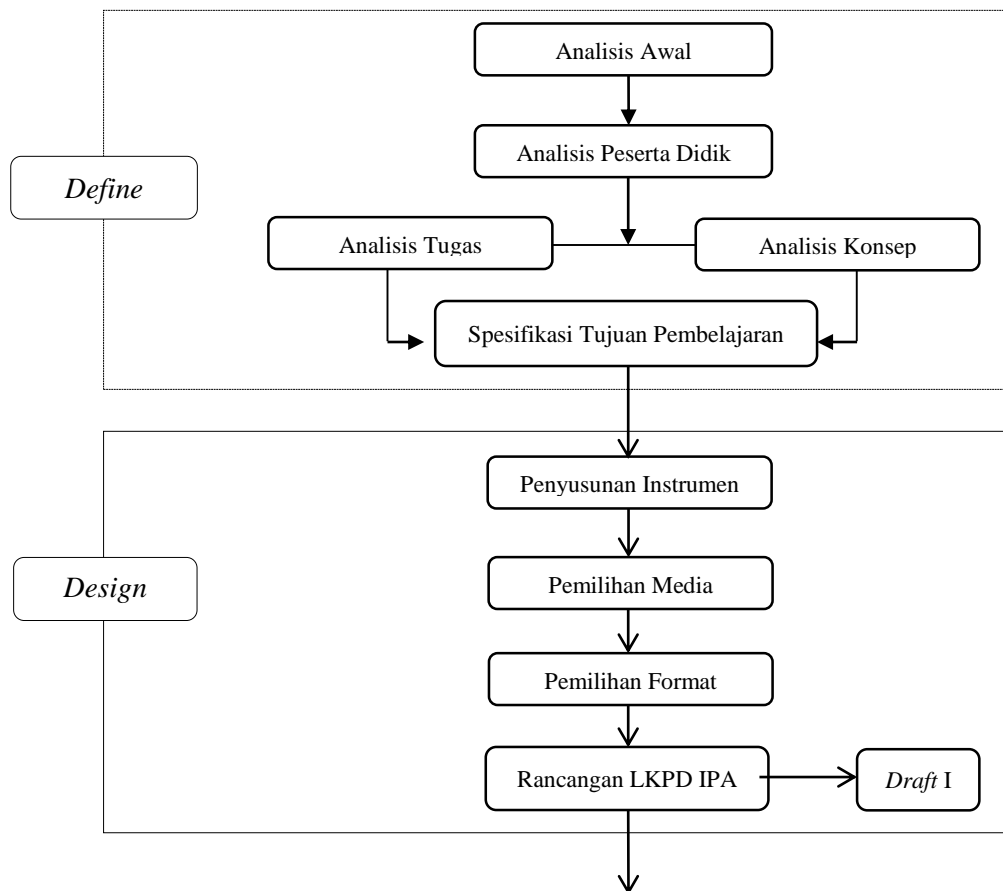 Analisis Awal
Analisis Peserta Didik
Define
Analisis Tugas
Analisis Konsep
Spesifikasi Tujuan Pembelajaran
Penyusunan Instrumen
Design
Pemilihan Media
Pemilihan Format
Rancangan LKPD IPA
Draft I